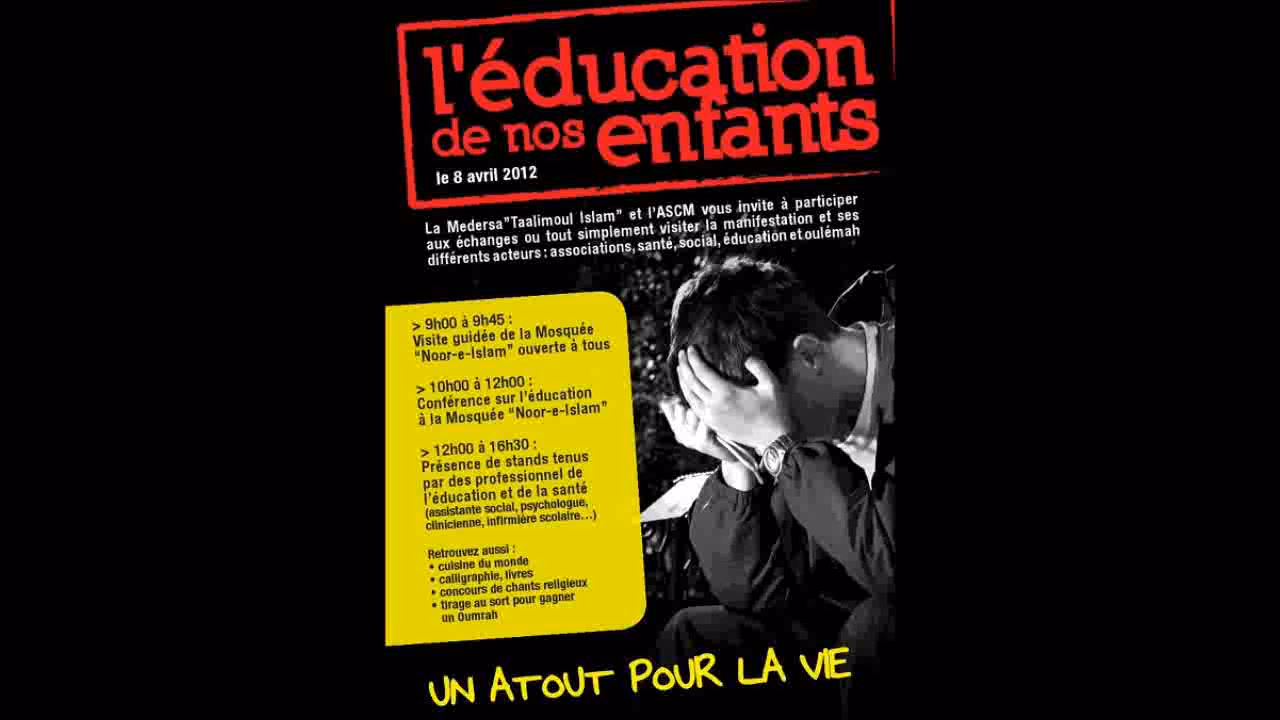 l'éducation
de nos enfants
le 8 avril 2012
La Medersa"Taalimoul Islam" et l'ASCM vous invite à participer
aux échanges ou tout simplement visiter la manifestation et ses
différents acteurs : associations, santé, social, éducation et oulémah
> 9h00 à 9h45 :
Visite guidée de la Mosquée
"Noor-e-Islam" ouverte à tous
> 10h00 à 12h00 :
Conférence sur l'éducation
à la Mosquée "Noor-e-Islam"
> 12h00 à 16h30 :
Présence de stands tenus
par des professionnel de
l'éducation et de la santé
(assistante social, psychologue,
clinicienne, infirmière scolaire...)
Retrouvez aussi :
• cuisine du monde
• calligraphie, livres
• concours de chants religieux
• tirage au sort pour gagner
un Oumrah
UN ATOUT POUR LA VIE